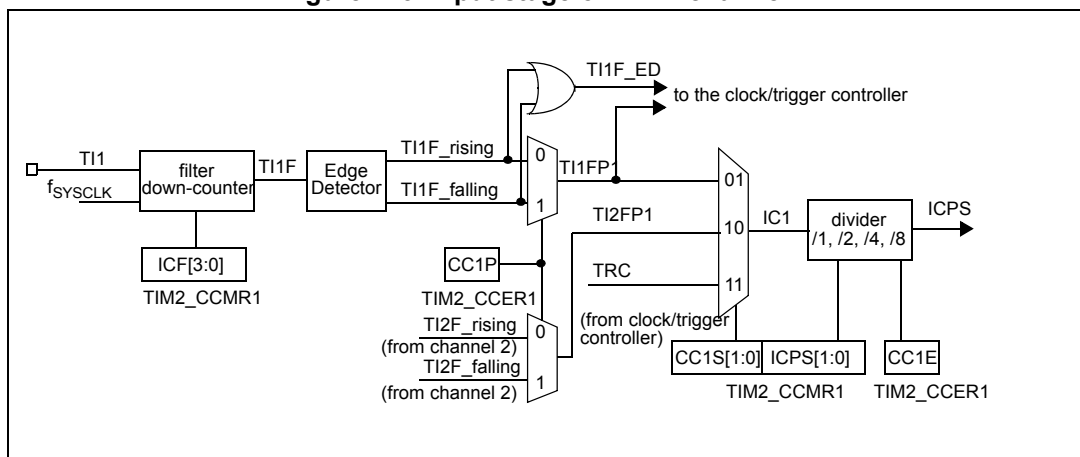 TI1F_ED
to the clock/trigger controller
TI1
f_SYSCLK
filter
down-counter
TI1F
Edge
Detector
TI1F_rising
TI1F_falling
0
1
TI1FP1
TI2FP1
TRC
01
10
11
IC1
divider
/1, /2, /4, /8
ICPS
ICF[3:0]
TIM2_CCMR1
CC1P
TIM2_CCER1
TI2F_rising
(from channel 2)
TI2F_falling
(from channel 2)
0
1
(from clock/trigger
controller)
CC1S[1:0]
ICPS[1:0]
TIM2_CCMR1
CC1E
TIM2_CCER1